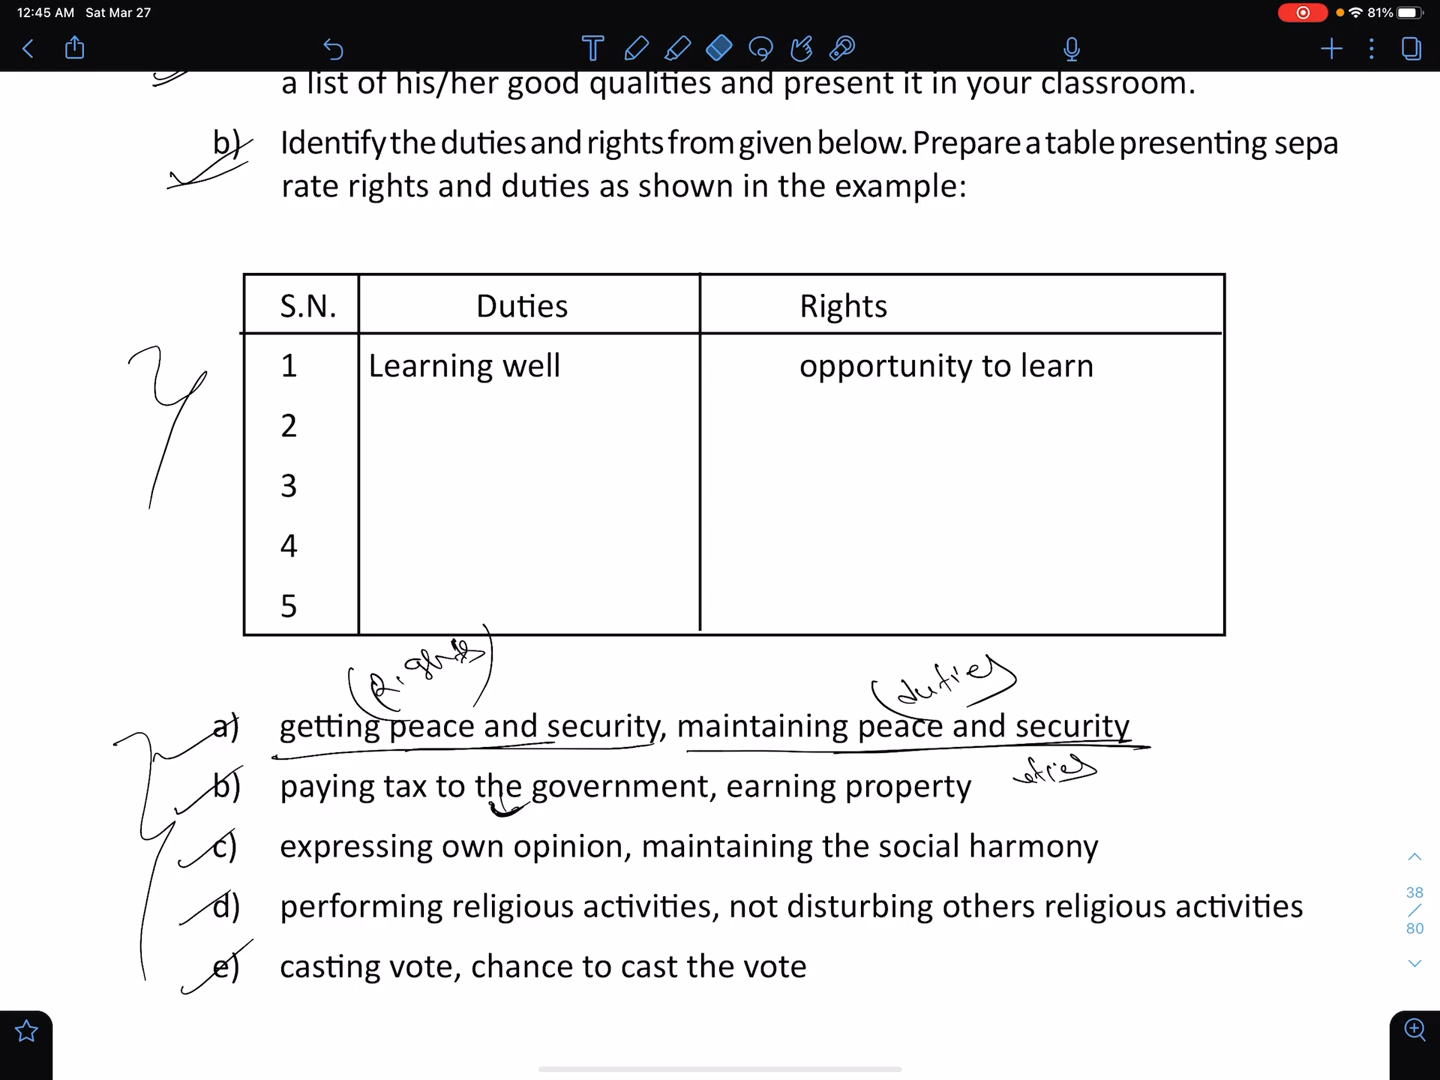 12:45 AM Sat Mar 27 81%
a list of his/her good qualities and present it in your classroom.
b) Identify the duties and rights from given below. Prepare a table presenting sepa
rate rights and duties as shown in the example:
S.N. Duties Rights
1 Learning well opportunity to learn
2
3
4
5
(Rights) (duties)
a) getting peace and security, maintaining peace and security
b) paying tax to the government, earning property
c) expressing own opinion, maintaining the social harmony
38
/
80
d) performing religious activities, not disturbing others religious activities
e) casting vote, chance to cast the vote